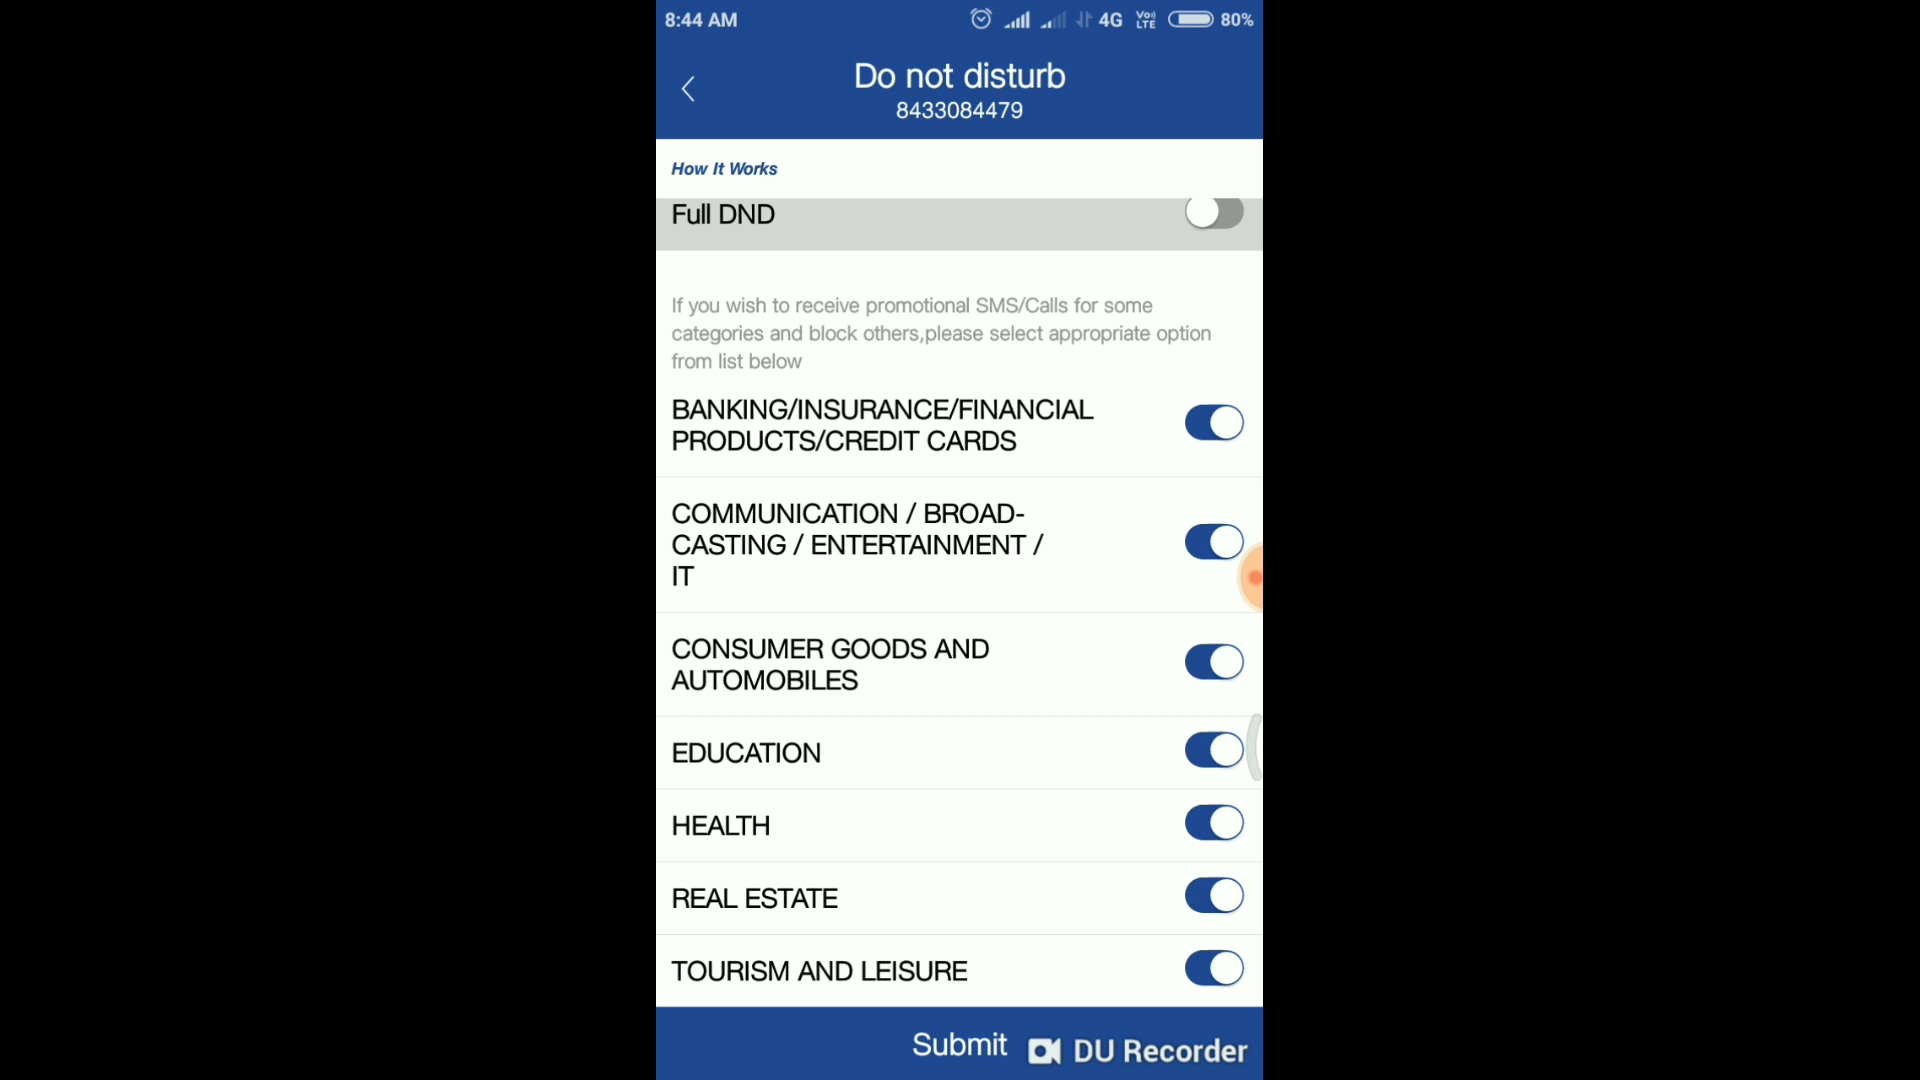 8:44 AM
4G
Vo))
LTE
80%
Do not disturb
8433084479
How It Works
Full DND
If you wish to receive promotional SMS/Calls for some
categories and block others,please select appropriate option
from list below
BANKING/INSURANCE/FINANCIAL
PRODUCTS/CREDIT CARDS
COMMUNICATION / BROAD-
CASTING / ENTERTAINMENT /
IT
CONSUMER GOODS AND
AUTOMOBILES
EDUCATION
HEALTH
REAL ESTATE
TOURISM AND LEISURE
Submit
DU Recorder